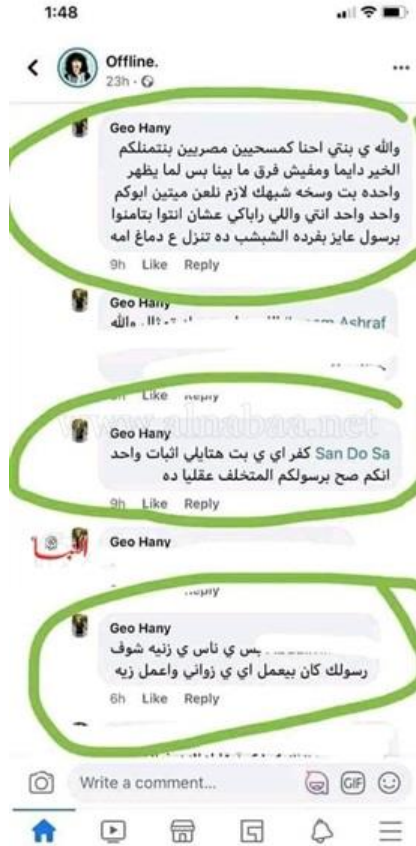 1:48
Offline.
23h
Geo Hany
والله ي بنتي احنا كمسحيين مصريين بنتمنلكم
الخير دايما ومفيش فرق ما بينا بس لما يظهر
واحده بت وسخه شبهك لازم نلعن ميتين ابوكم
واحد واحد انتي واللي راباكي عشان انتوا بتامنوا
برسول عايز بفرده الشبشب ده تنزل ع دماغ امه
9h Like Reply
Geo Hany
Ashraf
والله
Like Reply
www.alnabaa.net
Geo Hany
San Do Sa كفر اي ي بت هتايلي اثبات واحد
انكم صح برسولكم المتخلف عقليا ده
9h Like Reply
النبأ
Geo Hany
Reply
Geo Hany
بس ي ناس ي زنيه شوف
رسولك كان بيعمل اي ي زواني واعمل زيه
6h Like Reply
Write a comment...
GIF